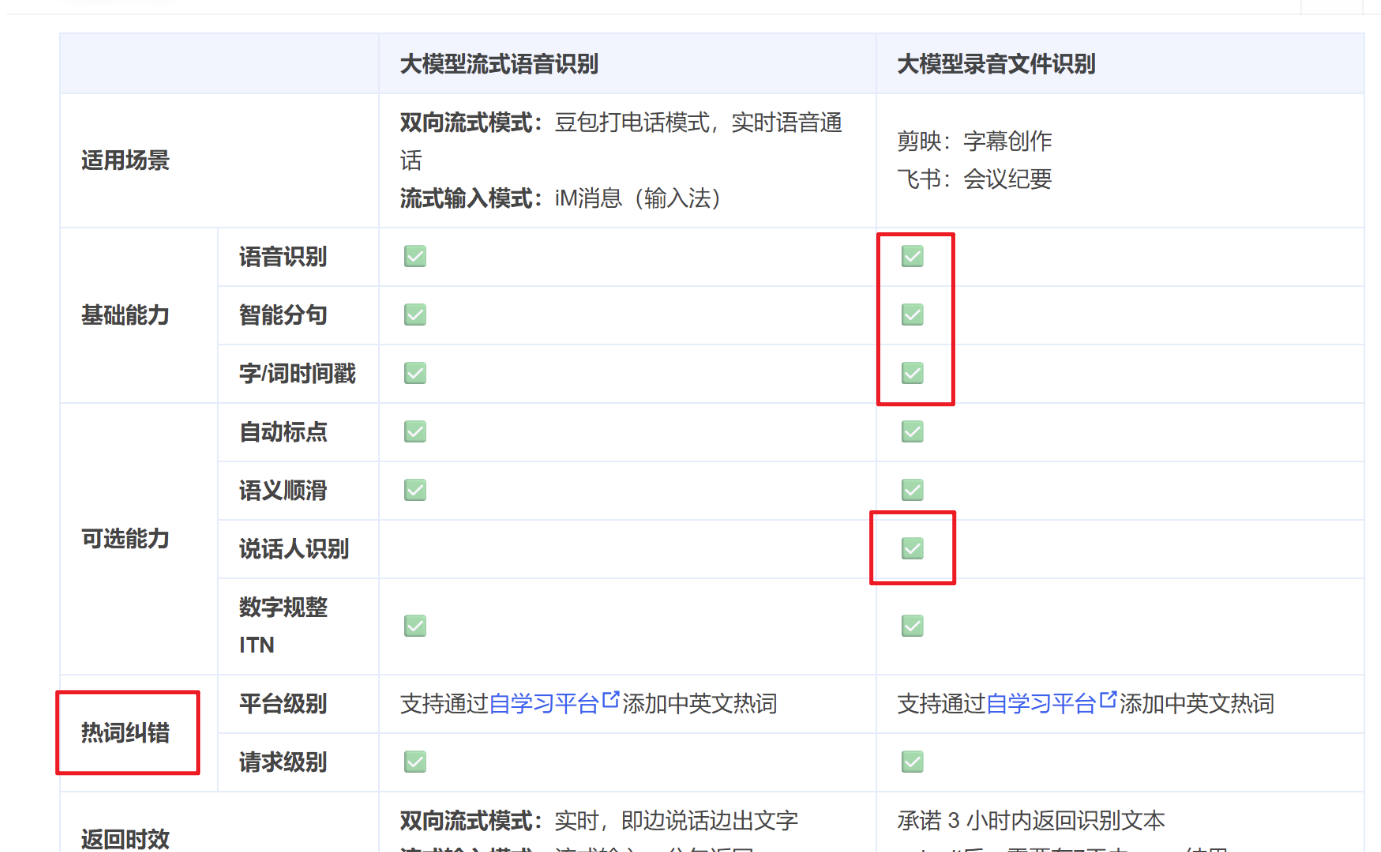 大模型流式语音识别
大模型录音文件识别
适用场景
双向流式模式：豆包打电话模式，实时语音通
话
流式输入模式：iM消息（输入法）
剪映：字幕创作
飞书：会议纪要
基础能力
语音识别
智能分句
字/词时间戳
可选能力
自动标点
语义顺滑
说话人识别
数字规整
ITN
热词纠错
平台级别
支持通过自学习平台添加中英文热词
支持通过自学习平台添加中英文热词
请求级别
返回时效
双向流式模式：实时，即边说话边出文字
承诺 3 小时内返回识别文本